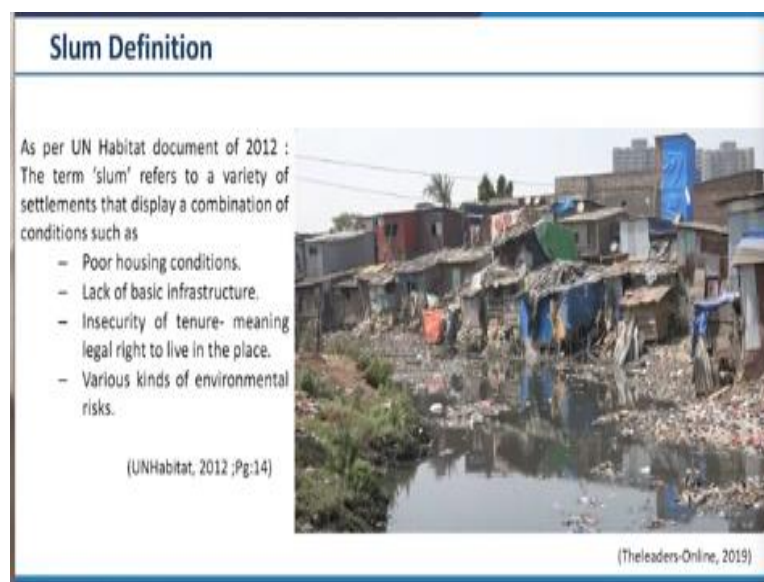 Slum Definition
As per UN Habitat document of 2012 :
The term 'slum' refers to a variety of
settlements that display a combination of
conditions such as
– Poor housing conditions.
– Lack of basic infrastructure.
– Insecurity of tenure- meaning
legal right to live in the place.
– Various kinds of environmental
risks.
(UNHabitat, 2012 ;Pg:14)
(Theleaders-Online, 2019)